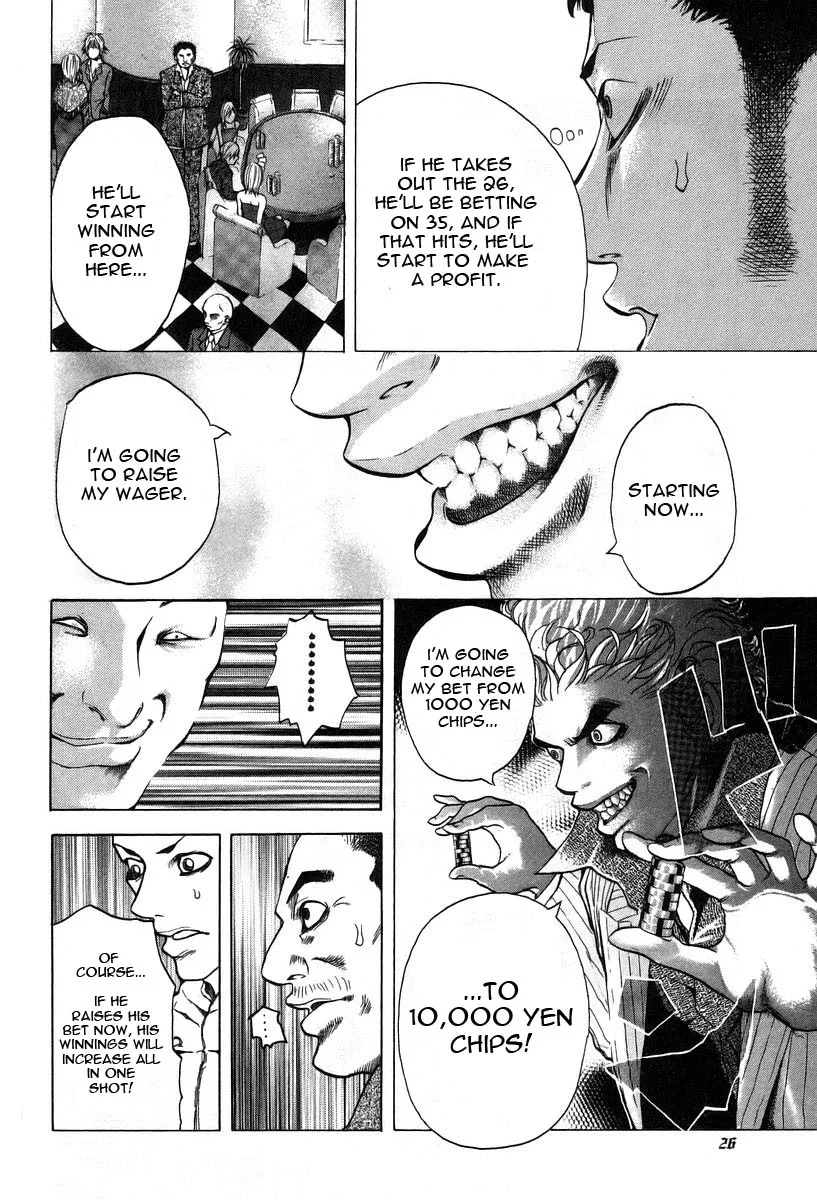 IF HE TAKES
OUT THE 26,
HE'LL BE BETTING
ON 35, AND IF
THAT HITS, HE'LL
START TO MAKE
A PROFIT.
HE'LL
START
WINNING
FROM
HERE...
STARTING
NOW...
I'M GOING
TO RAISE
MY WAGER.
I'M GOING
TO CHANGE
MY BET FROM
1000 YEN
CHIPS...
...TO
10,000 YEN
CHIPS!
.........
....
OF
COURSE...
IF HE
RAISES HIS
BET NOW, HIS
WINNINGS WILL
INCREASE ALL
IN ONE
SHOT!
26